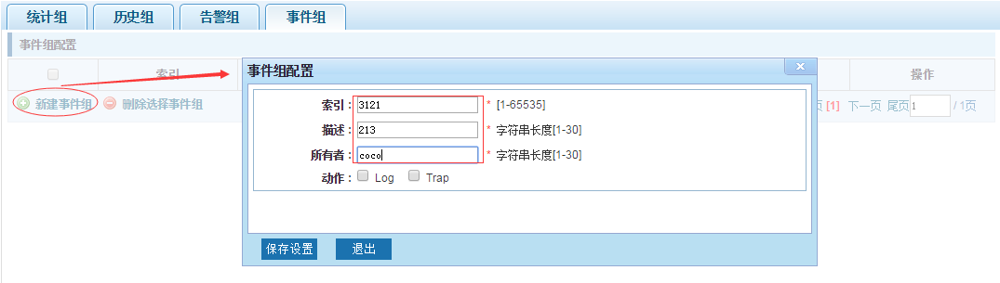 统计组 历史组 告警组 事件组
事件组配置
索引 操作
新建事件组 删除选择事件组 页 [1] 下一页 尾页 1 / 1页
事件组配置
索引： 3121 * [1-65535]
描述： 213 * 字符串长度[1-30]
所有者： coco * 字符串长度[1-30]
动作： Log Trap
保存设置 退出